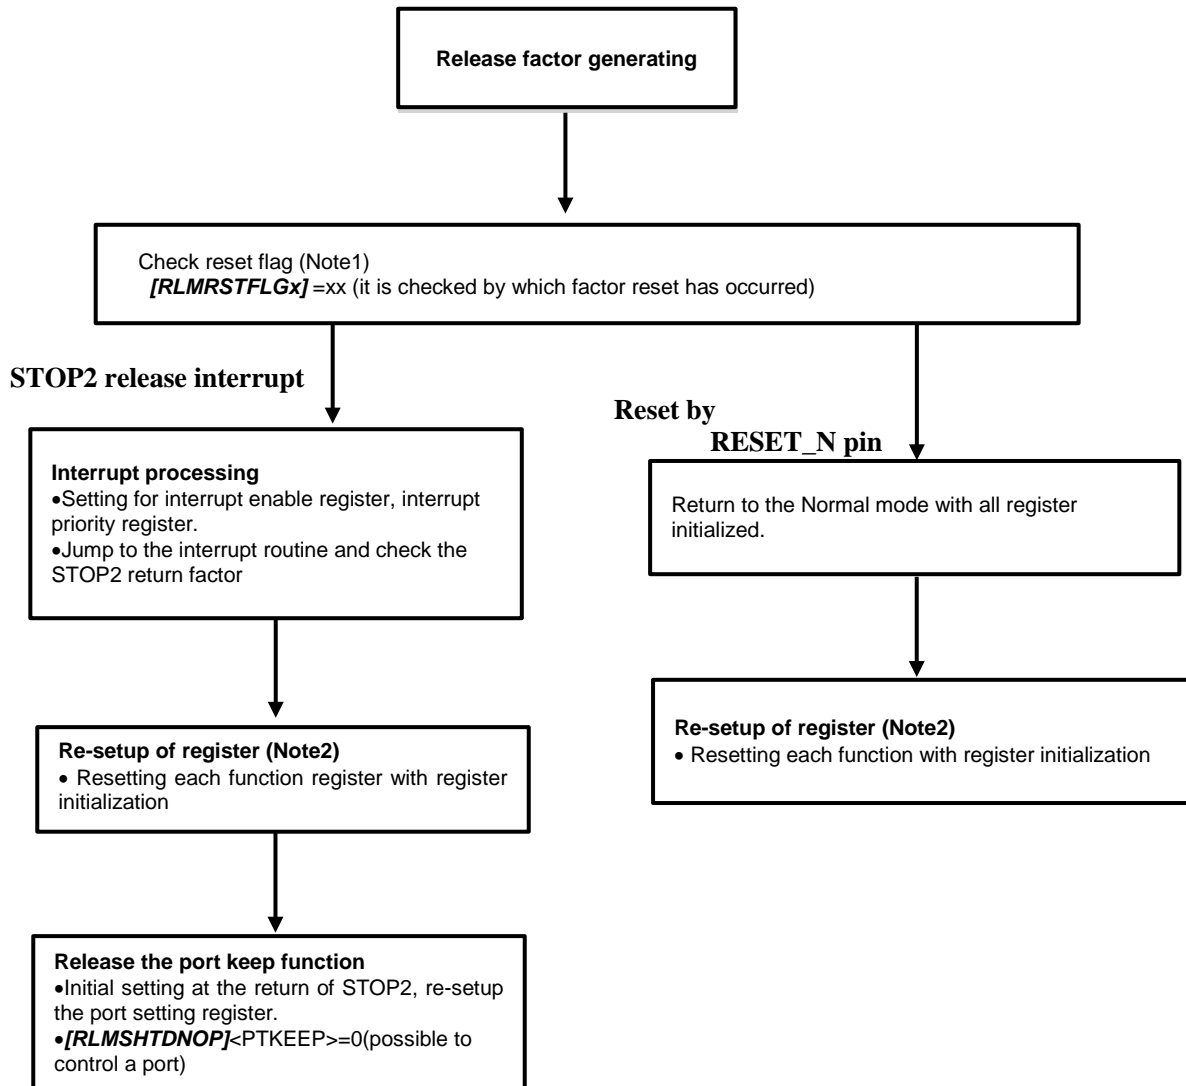 Release factor generating
Check reset flag (Note1)
[RLMRSTFLGx] =xx (it is checked by which factor reset has occurred)
STOP2 release interrupt
Reset by
RESET_N pin
Interrupt processing
•Setting for interrupt enable register, interrupt
priority register.
•Jump to the interrupt routine and check the
STOP2 return factor
Return to the Normal mode with all register
initialized.
Re-setup of register (Note2)
• Resetting each function register with register
initialization
Re-setup of register (Note2)
• Resetting each function with register initialization
Release the port keep function
•Initial setting at the return of STOP2, re-setup
the port setting register.
•[RLMSHTDNOP]<PTKEEP>=0(possible to
control a port)